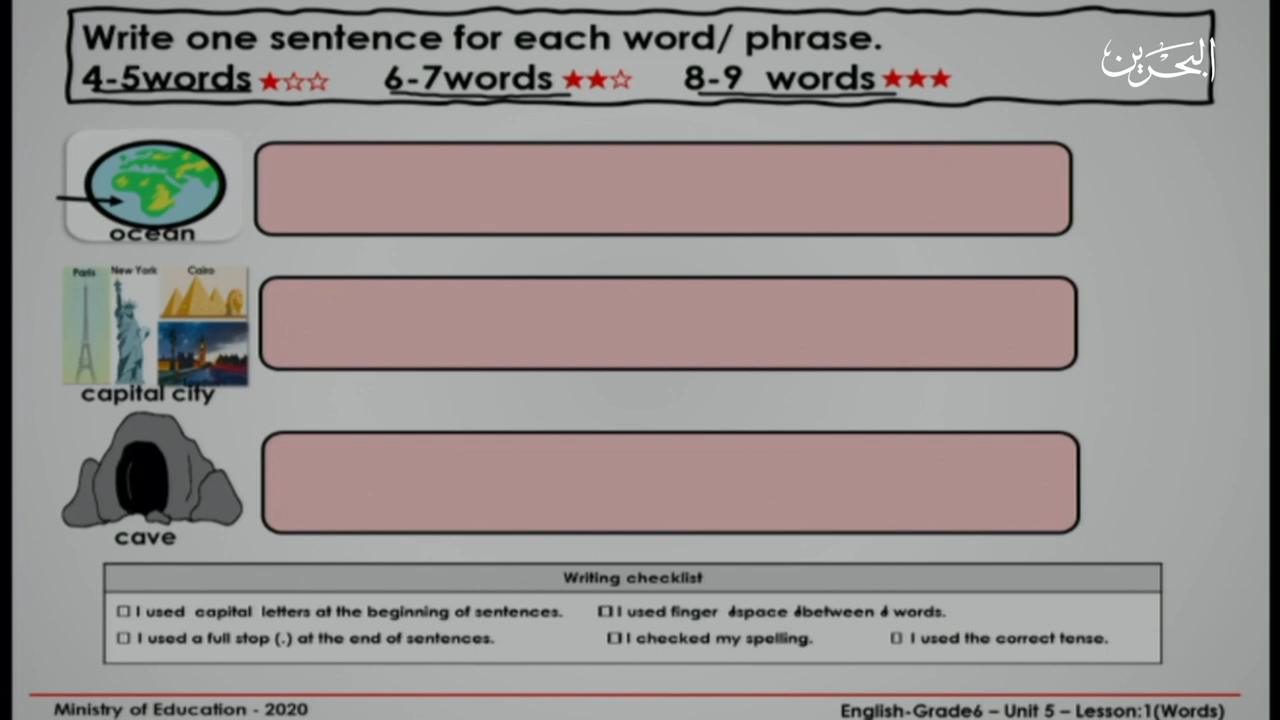 Write one sentence for each word/ phrase.
4-5words 6-7words 8-9 words
البحرين
ocean
Paris New York Cairo
capital city
cave
Writing checklist
I used capital letters at the beginning of sentences. I used finger space between words.
I used a full stop (.) at the end of sentences. I checked my spelling. I used the correct tense.
Ministry of Education - 2020 English-Grade6 – Unit 5 – Lesson:1(Words)